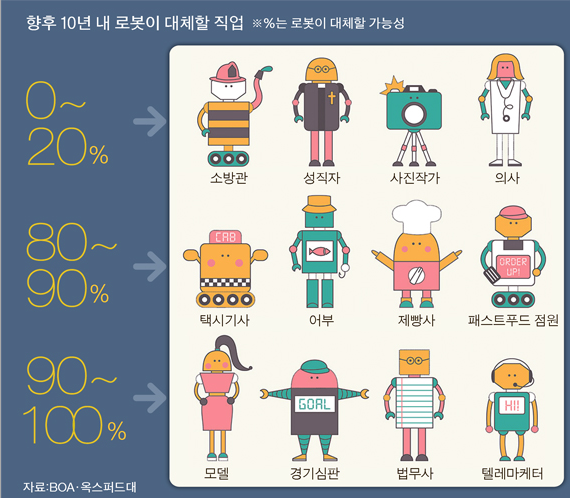 향후 10년 내 로봇이 대체할 직업 ※%는 로봇이 대체할 가능성
0~
20%
소방관 성직자 사진작가 의사
80~
90%
CAB
ORDER
UP!
택시기사 어부 제빵사 패스트푸드 점원
90~
100%
GOAL
HI!
모델 경기심판 법무사 텔레마케터
자료:BOA·옥스퍼드대